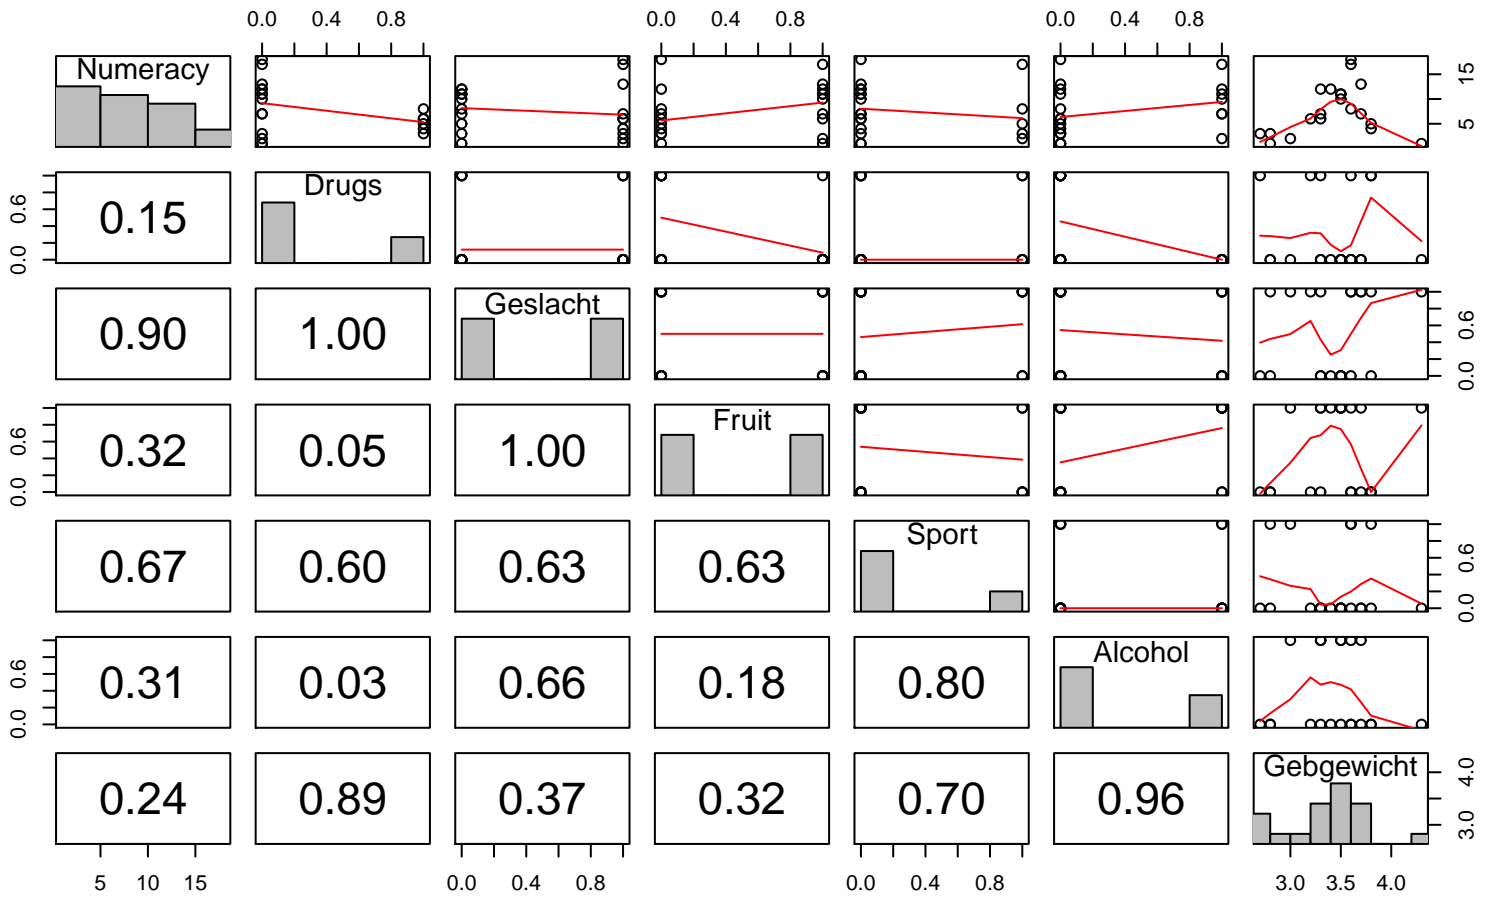 0.0 0.4 0.8 0.0 0.4 0.8 0.0 0.4 0.8
Numeracy 5 15
0.0 0.6 0.15 Drugs
0.90 1.00 Geslacht 0.0 0.6
0.0 0.6 0.32 0.05 1.00 Fruit
0.67 0.60 0.63 0.63 Sport 0.0 0.6
0.0 0.6 0.31 0.03 0.66 0.18 0.80 Alcohol
0.24 0.89 0.37 0.32 0.70 0.96 Gebgewicht 3.0 4.0
5 10 15 0.0 0.4 0.8 0.0 0.4 0.8 3.0 3.5 4.0